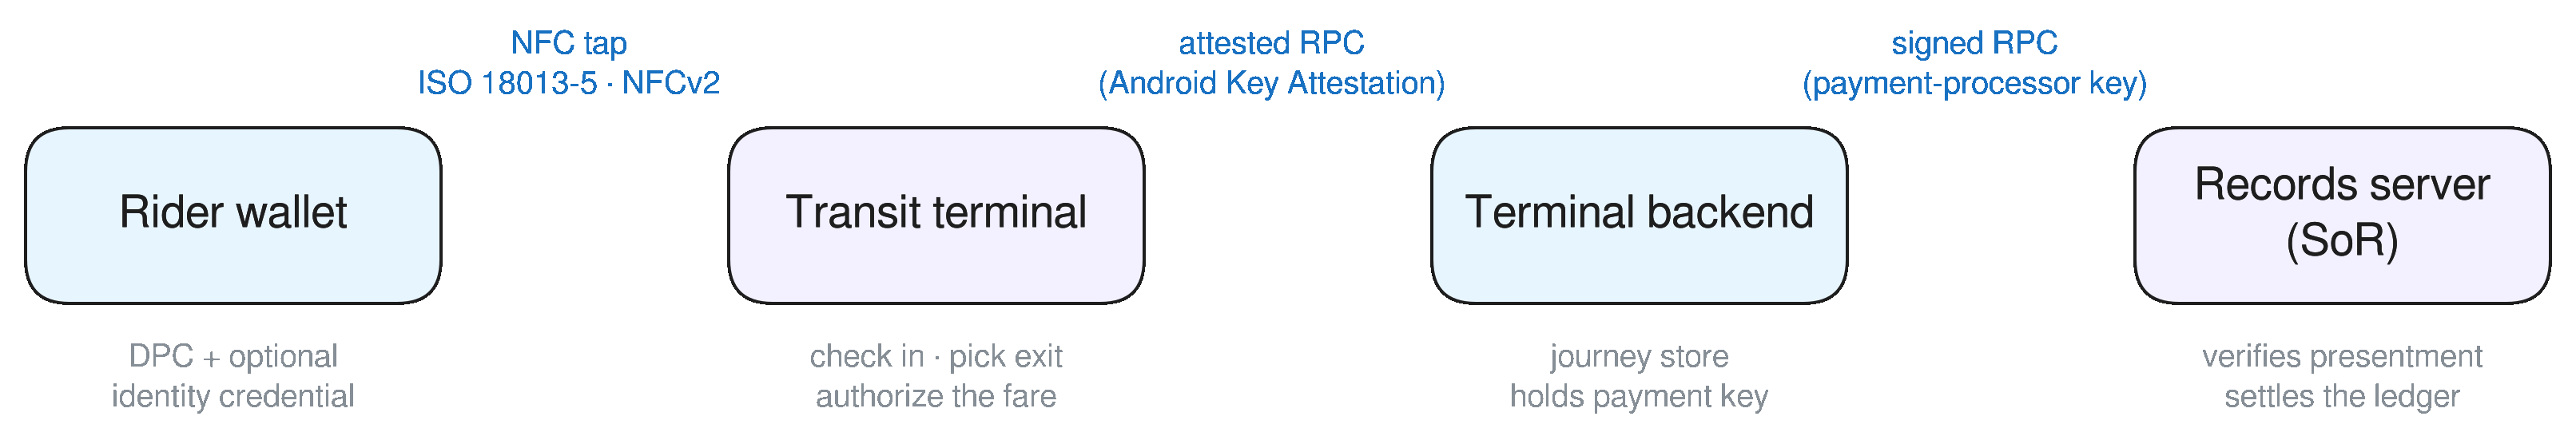 NFC tap
ISO 18013-5 · NFCv2
attested RPC
(Android Key Attestation)
signed RPC
(payment-processor key)
Rider wallet
Transit terminal
Terminal backend
Records server
(SoR)
DPC + optional
identity credential
check in · pick exit
authorize the fare
journey store
holds payment key
verifies presentment
settles the ledger